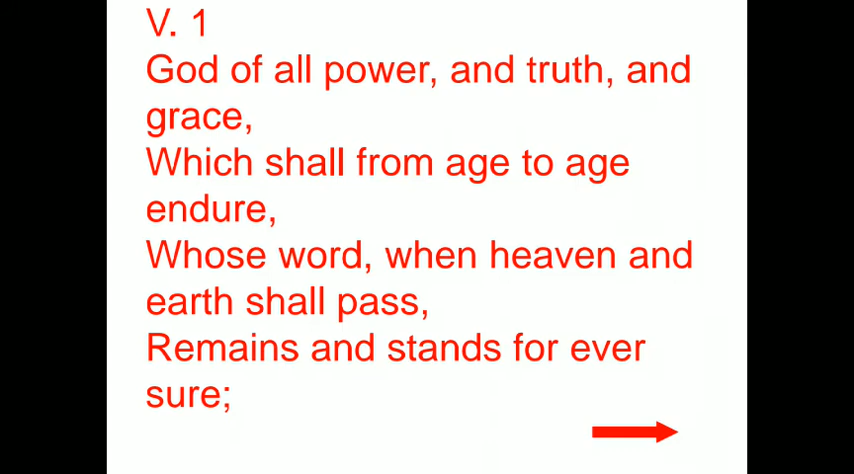 V. 1
God of all power, and truth, and
grace,
Which shall from age to age
endure,
Whose word, when heaven and
earth shall pass,
Remains and stands for ever
sure;